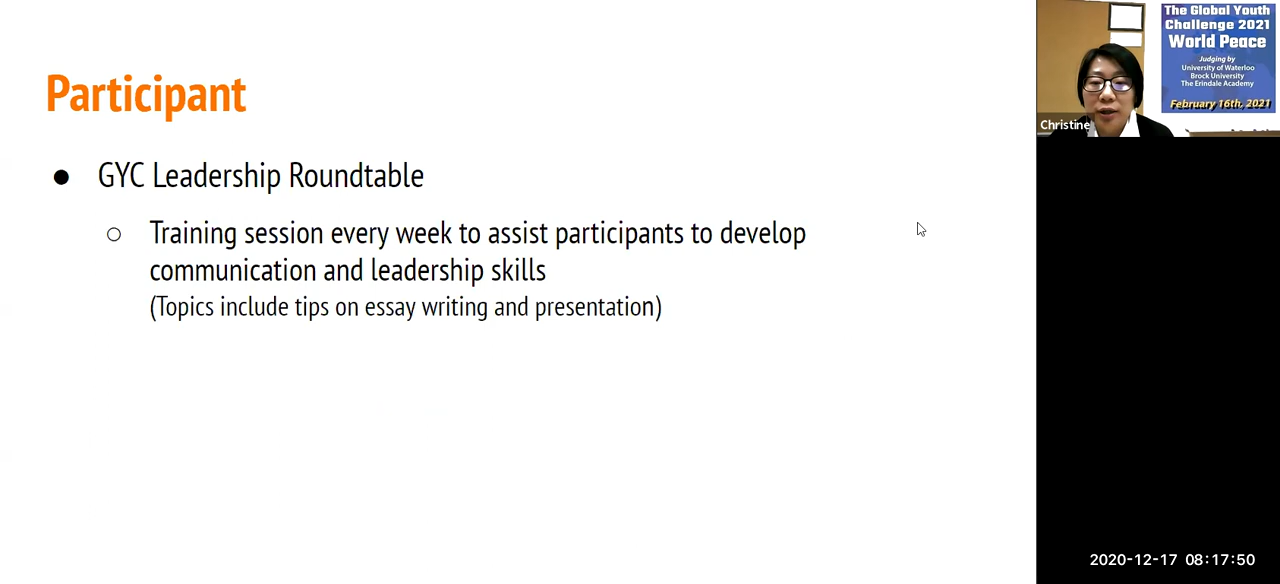 Participant
● GYC Leadership Roundtable
○ Training session every week to assist participants to develop
communication and leadership skills
(Topics include tips on essay writing and presentation)
The Global Youth
Challenge 2021
World Peace
Judging by
University of Waterloo
Brock University
The Erindale Academy
February 16th, 2021
Christine
2020-12-17 08:17:50